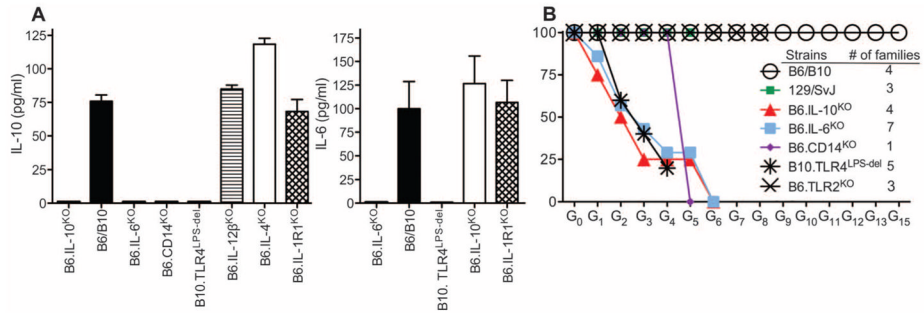 A
IL-10 (pg/ml)
125
100
75
50
25
0
B6.IL-10KO
B6/B10
B6.IL-6KO
B6.CD14KO
B10.TLR4LPS-del
B6.IL-12βKO
B6.IL-4KO
B6.IL-1R1KO
IL-6 (pg/ml)
175
150
125
100
75
50
25
0
B6.IL-6KO
B6/B10
B10. TLR4LPS-del
B6.IL-10KO
B6.IL-1R1KO
B
100
75
50
25
0
Strains # of families
B6/B10 4
129/SvJ 3
B6.IL-10KO 4
B6.IL-6KO 7
B6.CD14KO 1
B10.TLR4LPS-del 5
B6.TLR2KO 3
G0 G1 G2 G3 G4 G5 G6 G7 G8 G9 G10 G11 G12 G13 G15